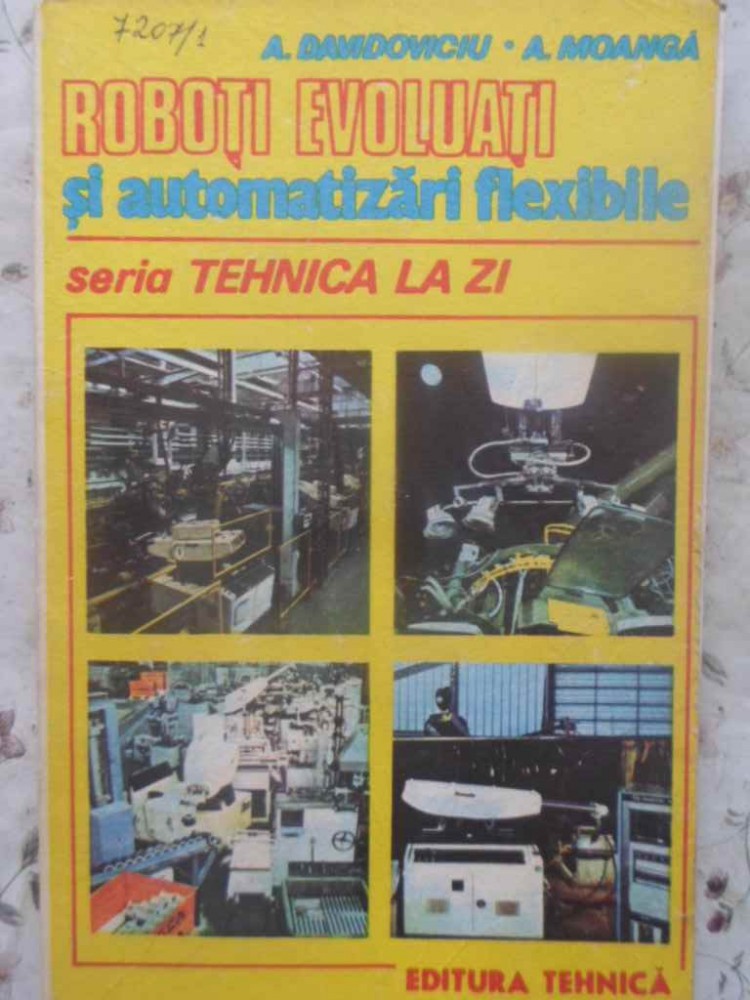 7207/1
A. DAVIDOVICIU • A. MOANGĂ
ROBOȚI EVOLUAȚI
și automatizări flexibile
seria TEHNICA LA ZI
EDITURA TEHNICĂ